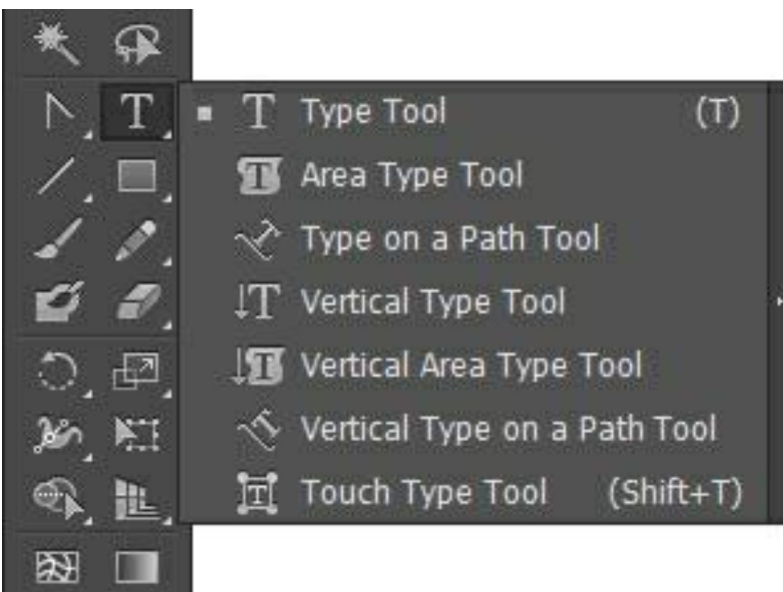 Type Tool (T)
Area Type Tool
Type on a Path Tool
Vertical Type Tool
Vertical Area Type Tool
Vertical Type on a Path Tool
Touch Type Tool (Shift+T)